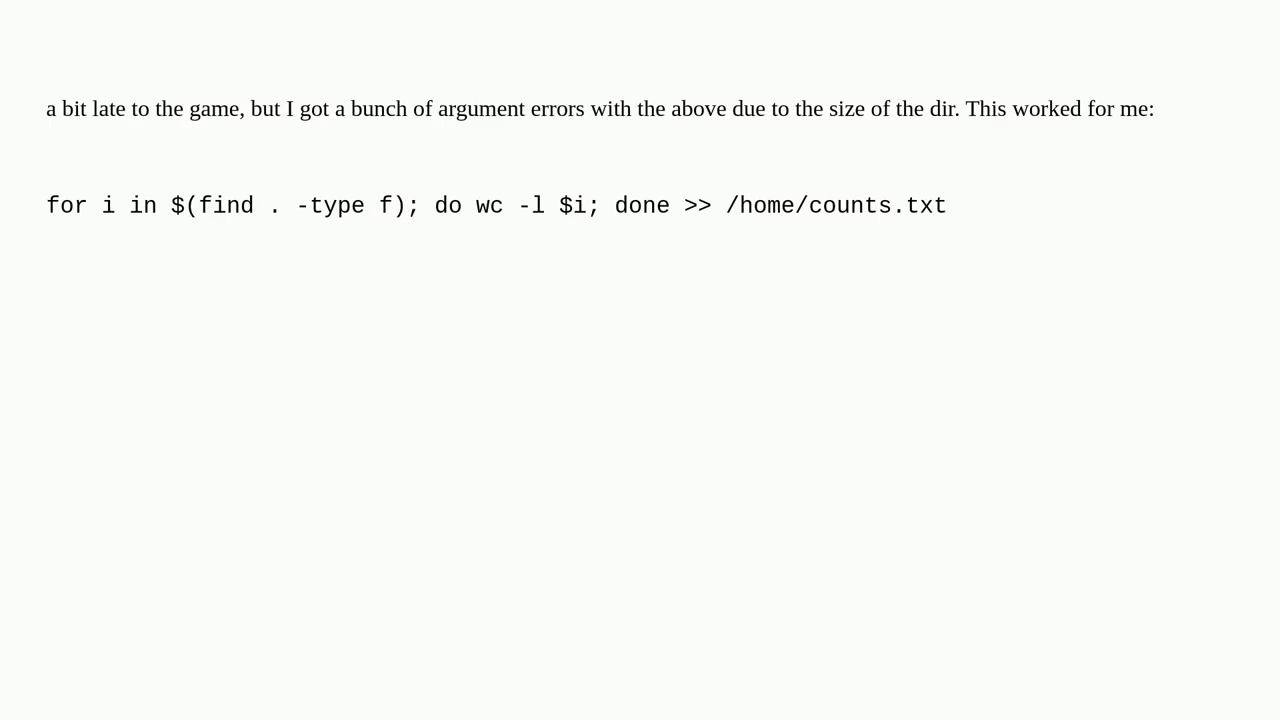 a bit late to the game, but I got a bunch of argument errors with the above due to the size of the dir. This worked for me:
for i in $(find . -type f); do wc -l $i; done >> /home/counts.txt